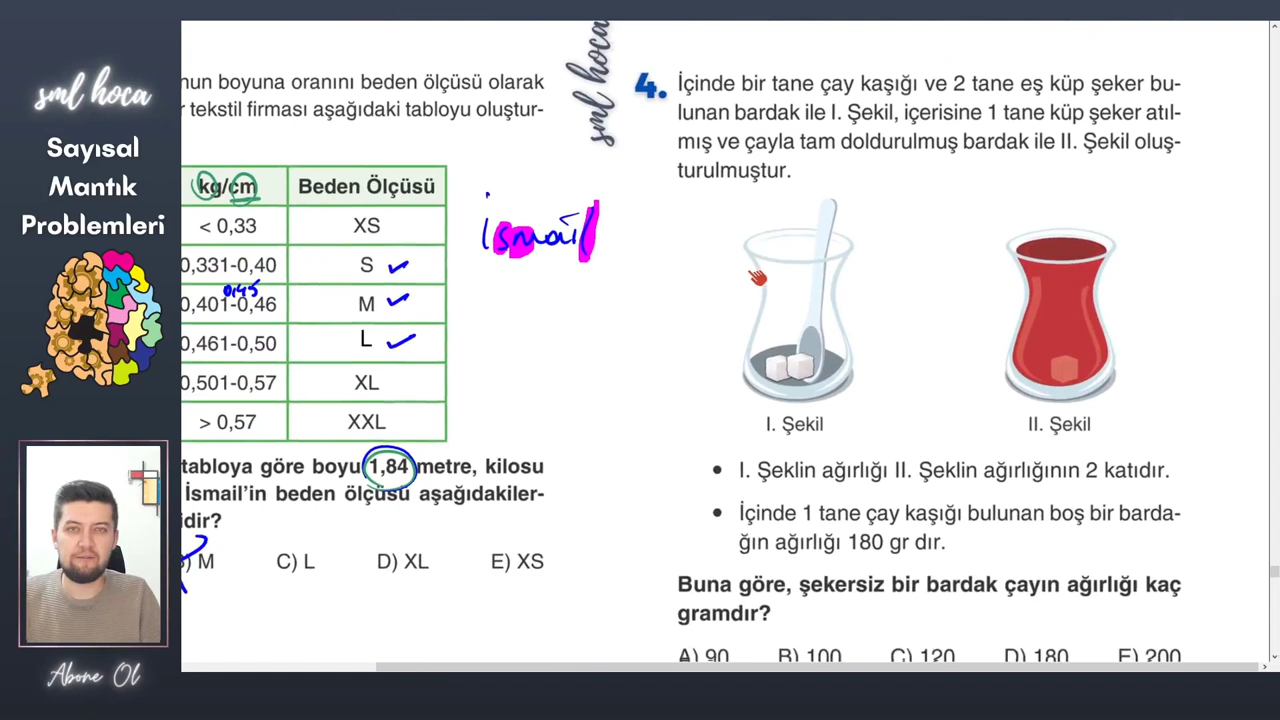 sml hoca
Sayısal
Mantık
Problemleri
Abone Ol
nun boyuna oranını beden ölçüsü olarak
r tekstil firması aşağıdaki tabloyu oluştur-
kg/cm Beden Ölçüsü
< 0,33 XS
0,331-0,40 S
0,45
0,401-0,46 M
0,461-0,50 L
0,501-0,57 XL
> 0,57 XXL
tabloya göre boyu 1,84 metre, kilosu
İsmail'in beden ölçüsü aşağıdakiler-
idir?
B) M C) L D) XL E) XS
ismail
sml hoca
4. İçinde bir tane çay kaşığı ve 2 tane eş küp şeker bu-
lunan bardak ile I. Şekil, içerisine 1 tane küp şeker atıl-
mış ve çayla tam doldurulmuş bardak ile II. Şekil oluş-
turulmuştur.
I. Şekil II. Şekil
• I. Şeklin ağırlığı II. Şeklin ağırlığının 2 katıdır.
• İçinde 1 tane çay kaşığı bulunan boş bir barda-
ğın ağırlığı 180 gr dır.
Buna göre, şekersiz bir bardak çayın ağırlığı kaç
gramdır?
A) 90 B) 100 C) 120 D) 180 E) 200